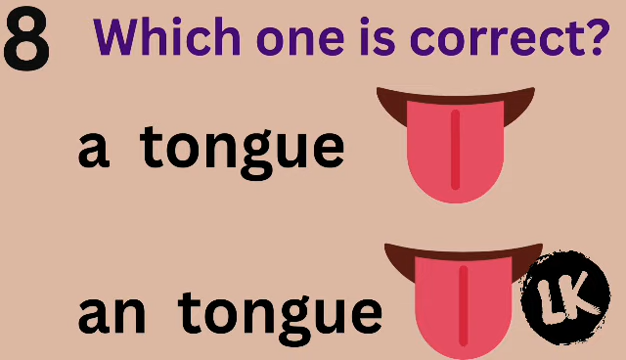 8 Which one is correct?
a tongue
an tongue
LK